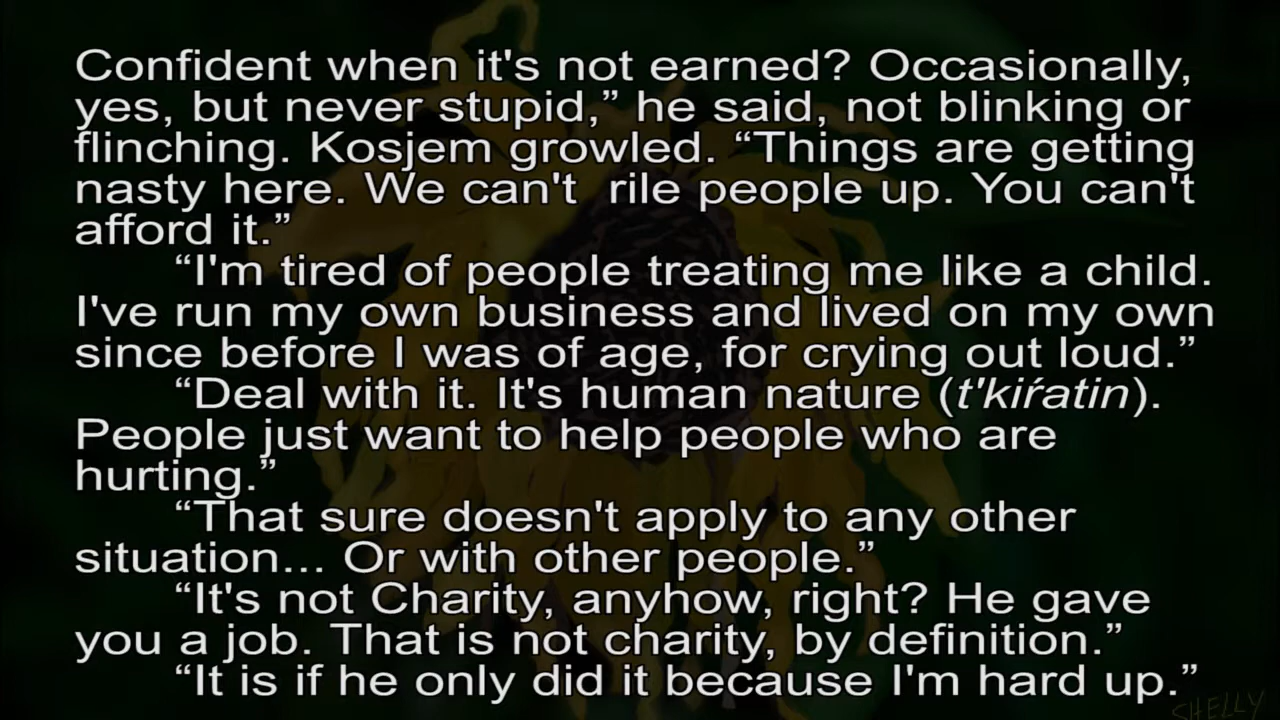 Confident when it's not earned? Occasionally,
yes, but never stupid,” he said, not blinking or
flinching. Kosjem growled. “Things are getting
nasty here. We can't  rile people up. You can't
afford it.”
“I'm tired of people treating me like a child.
I've run my own business and lived on my own
since before I was of age, for crying out loud.”
“Deal with it. It's human nature (t'kiŕatin).
People just want to help people who are
hurting.”
“That sure doesn't apply to any other
situation... Or with other people.”
“It's not Charity, anyhow, right? He gave
you a job. That is not charity, by definition.”
“It is if he only did it because I'm hard up.”
SHELLY